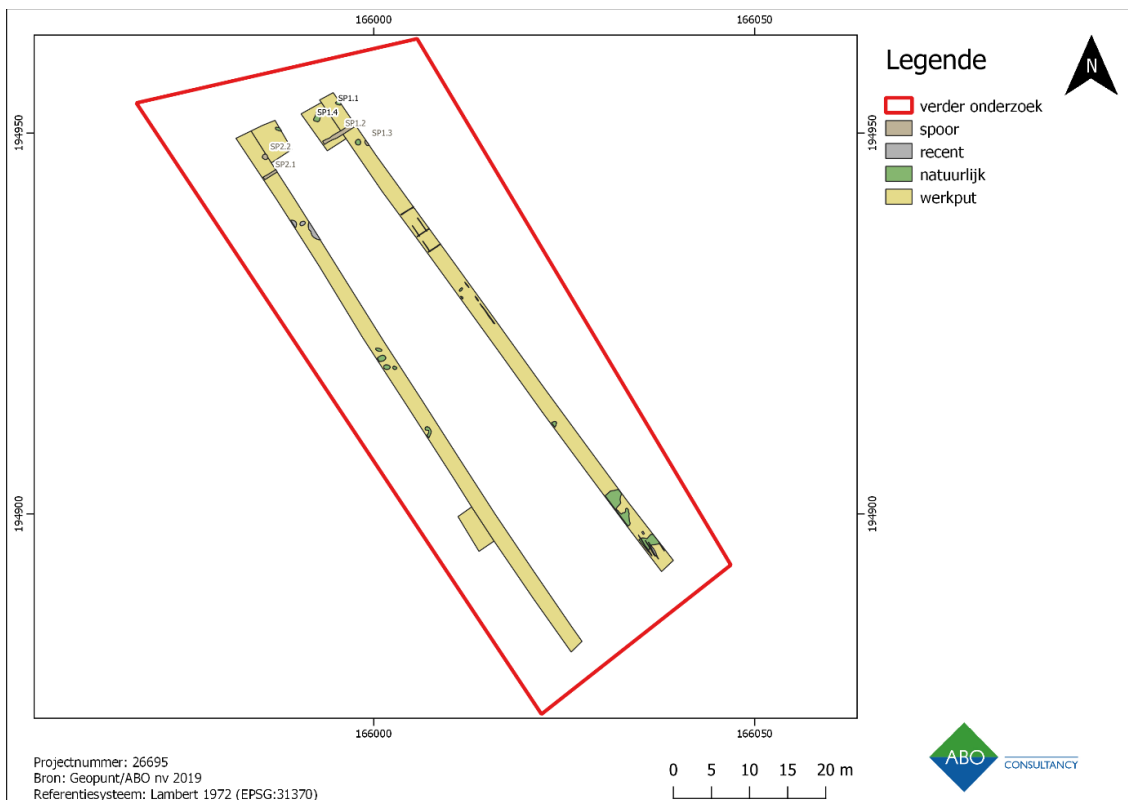 166000
166050
Legende
N
verder onderzoek
spoor
recent
natuurlijk
werkput
194950
194950
SP1.1
SP1.4
SP1.2
SP1.3
SP2.2
SP2.1
194900
194900
166000
166050
Projectnummer: 26695
Bron: Geopunt/ABO nv 2019
Referentiesysteem: Lambert 1972 (EPSG:31370)
0 5 10 15 20 m
ABO
CONSULTANCY